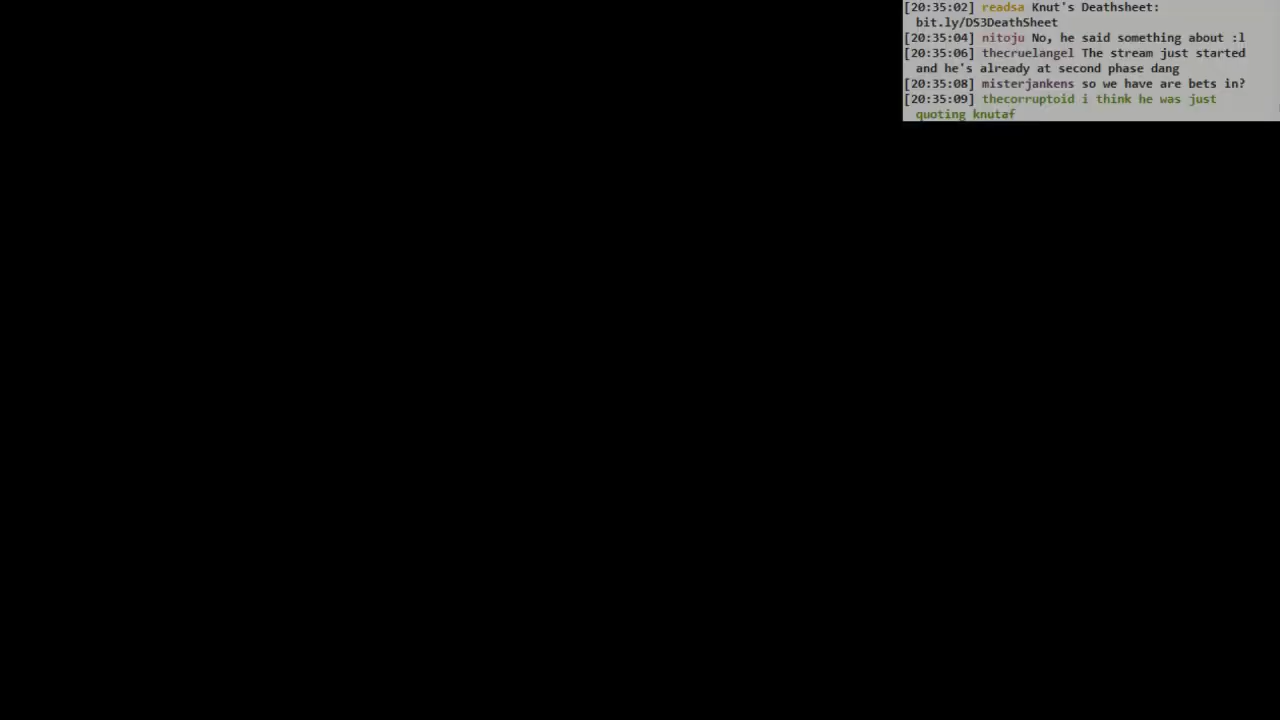 [20:35:02] readsa Knut's Deathsheet:
bit.ly/DS3DeathSheet
[20:35:04] nitoju No, he said something about :l
[20:35:06] thecruelangel The stream just started
and he's already at second phase dang
[20:35:08] misterjankens so we have are bets in?
[20:35:09] thecorruptoid i think he was just
quoting knutaf